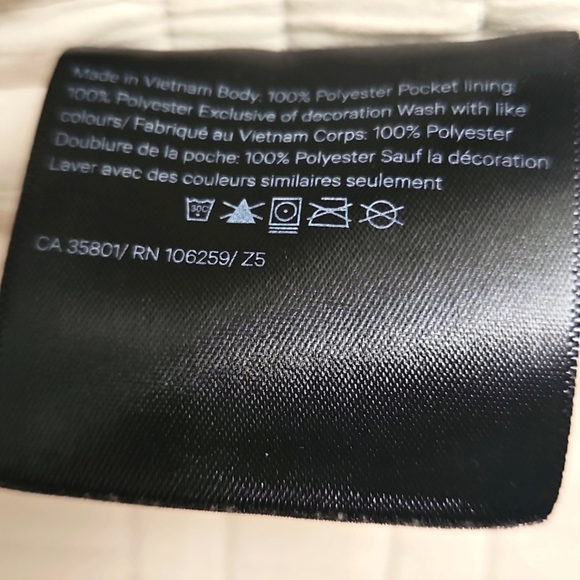 Made in Vietnam Body: 100% Polyester Pocket lining:
100% Polyester Exclusive of decoration Wash with like
colours/ Fabriqué au Vietnam Corps: 100% Polyester
Doublure de la poche: 100% Polyester Sauf la décoration
Laver avec des couleurs similaires seulement
30C
CA 35801/ RN 106259/ Z5